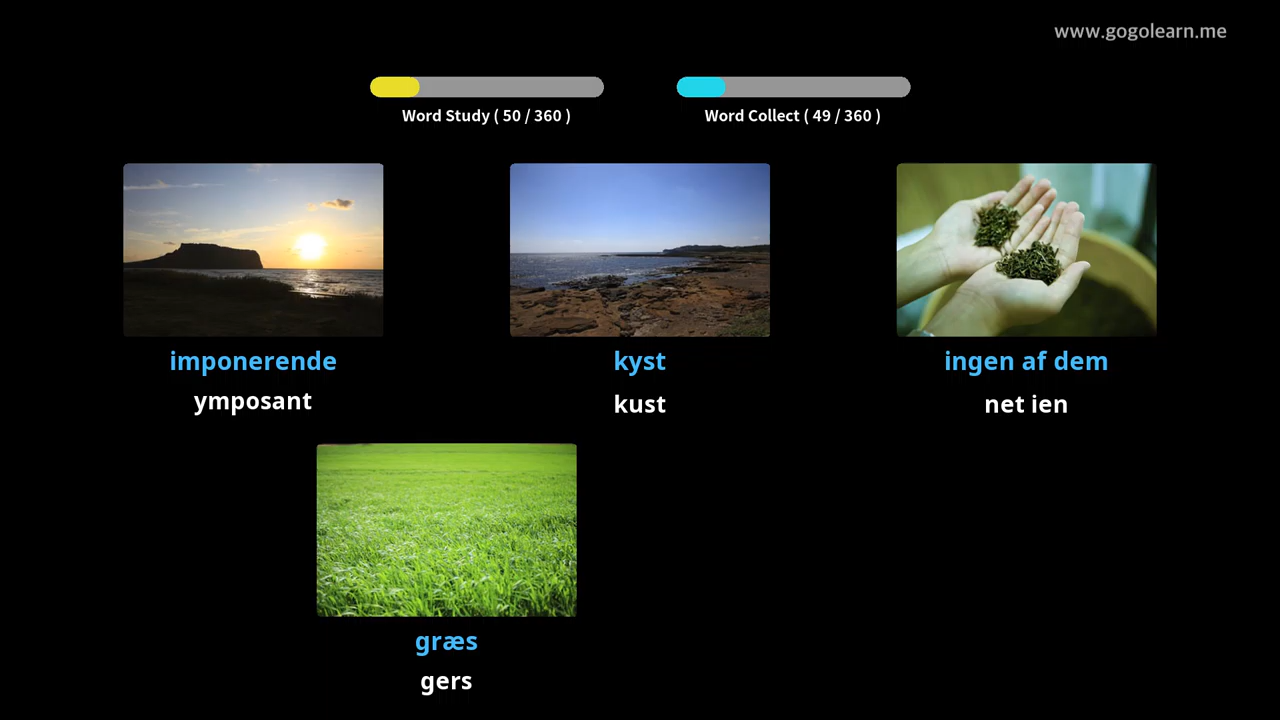 www.gogolearn.me
Word Study ( 50 / 360 )
Word Collect ( 49 / 360 )
imponerende
ymposant
kyst
kust
ingen af dem
net ien
græs
gers